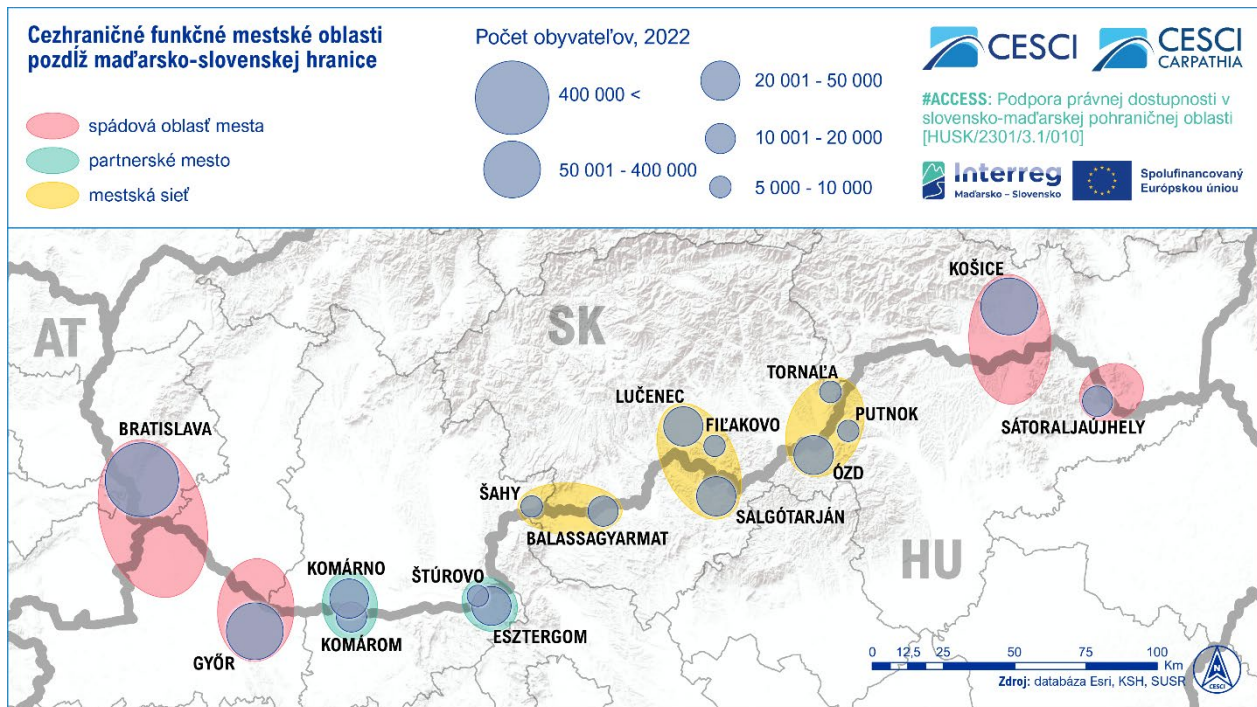 Cezhraničné funkčné mestské oblasti
pozdĺž maďarsko-slovenskej hranice
spádová oblasť mesta
partnerské mesto
mestská sieť
Počet obyvateľov, 2022
400 000 <
50 001 - 400 000
20 001 - 50 000
10 001 - 20 000
5 000 - 10 000
CESCI
CESCI
CARPATHIA
#ACCESS: Podpora právnej dostupnosti v
slovensko-maďarskej pohraničnej oblasti
[HUSK/2301/3.1/010]
Interreg
Maďarsko – Slovensko
Spolufinancovaný
Európskou úniou
AT
SK
HU
KOŠICE
TORNAĽA
LUČENEC
FIĽAKOVO
PUTNOK
SÁTORALJAÚJHELY
BRATISLAVA
ÓZD
ŠAHY
SALGÓTARJÁN
BALASSAGYARMAT
KOMÁRNO
ŠTÚROVO
ESZTERGOM
KOMÁROM
GYŐR
0 12,5 25 50 75 100
Km
Zdroj: databáza Esri, KSH, SUSR
N
CESCI